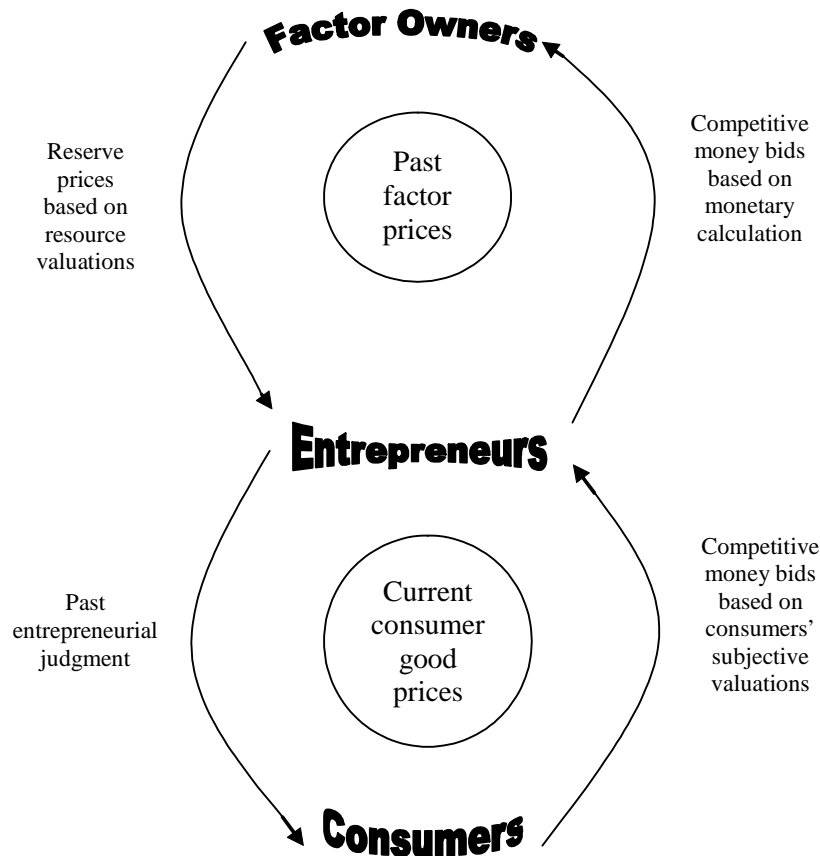 Factor Owners
Reserve
prices
based on
resource
valuations
Past
factor
prices
Competitive
money bids
based on
monetary
calculation
Entrepreneurs
Past
entrepreneurial
judgment
Current
consumer
good
prices
Competitive
money bids
based on
consumers’
subjective
valuations
Consumers